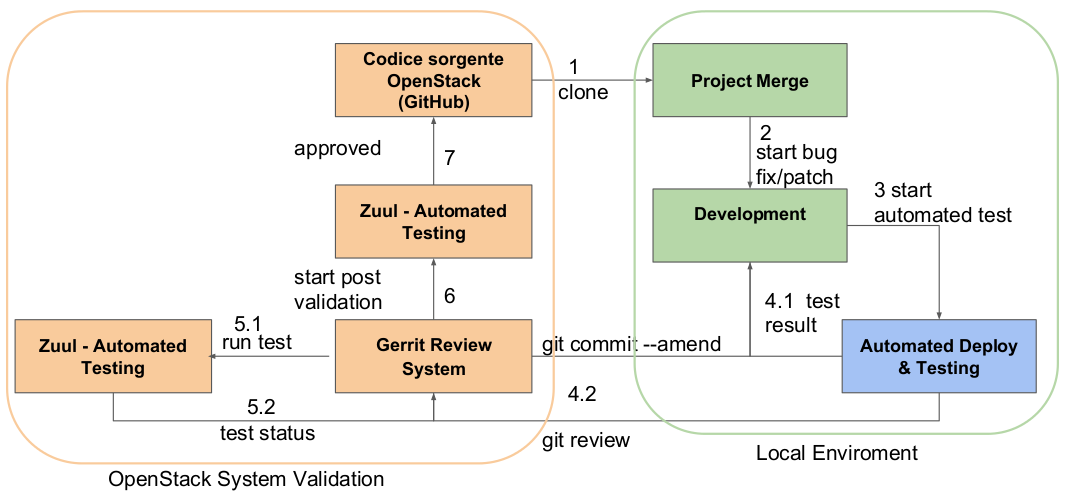 Codice sorgente
OpenStack
(GitHub)
1
clone
Project Merge
2
start bug
fix/patch
approved
7
Zuul - Automated
Testing
Development
3 start
automated test
start post
validation
6
4.1 test
result
5.1
run test
Zuul - Automated
Testing
Gerrit Review
System
git commit --amend
Automated Deploy
& Testing
5.2
test status
4.2
git review
Local Enviroment
OpenStack System Validation